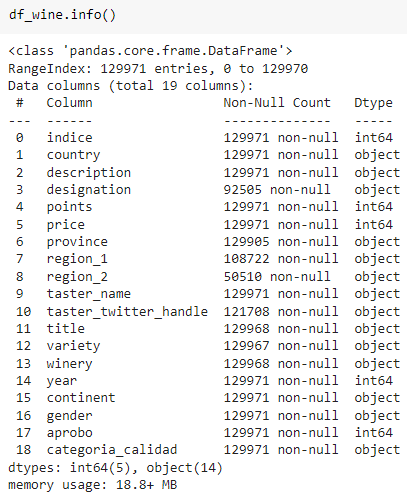 df_wine.info()
<class 'pandas.core.frame.DataFrame'>
RangeIndex: 129971 entries, 0 to 129970
Data columns (total 19 columns):
 #   Column                 Non-Null Count   Dtype
---  ------                 --------------   -----
 0   indice                 129971 non-null  int64
 1   country                129971 non-null  object
 2   description            129971 non-null  object
 3   designation            92505 non-null   object
 4   points                 129971 non-null  int64
 5   price                  129971 non-null  int64
 6   province               129905 non-null  object
 7   region_1               108722 non-null  object
 8   region_2               50510 non-null   object
 9   taster_name            129971 non-null  object
 10  taster_twitter_handle  121708 non-null  object
 11  title                  129968 non-null  object
 12  variety                129967 non-null  object
 13  winery                 129968 non-null  object
 14  year                   129971 non-null  int64
 15  continent              129971 non-null  object
 16  gender                 129971 non-null  object
 17  aprobo                 129971 non-null  int64
 18  categoria_calidad      129971 non-null  object
dtypes: int64(5), object(14)
memory usage: 18.8+ MB